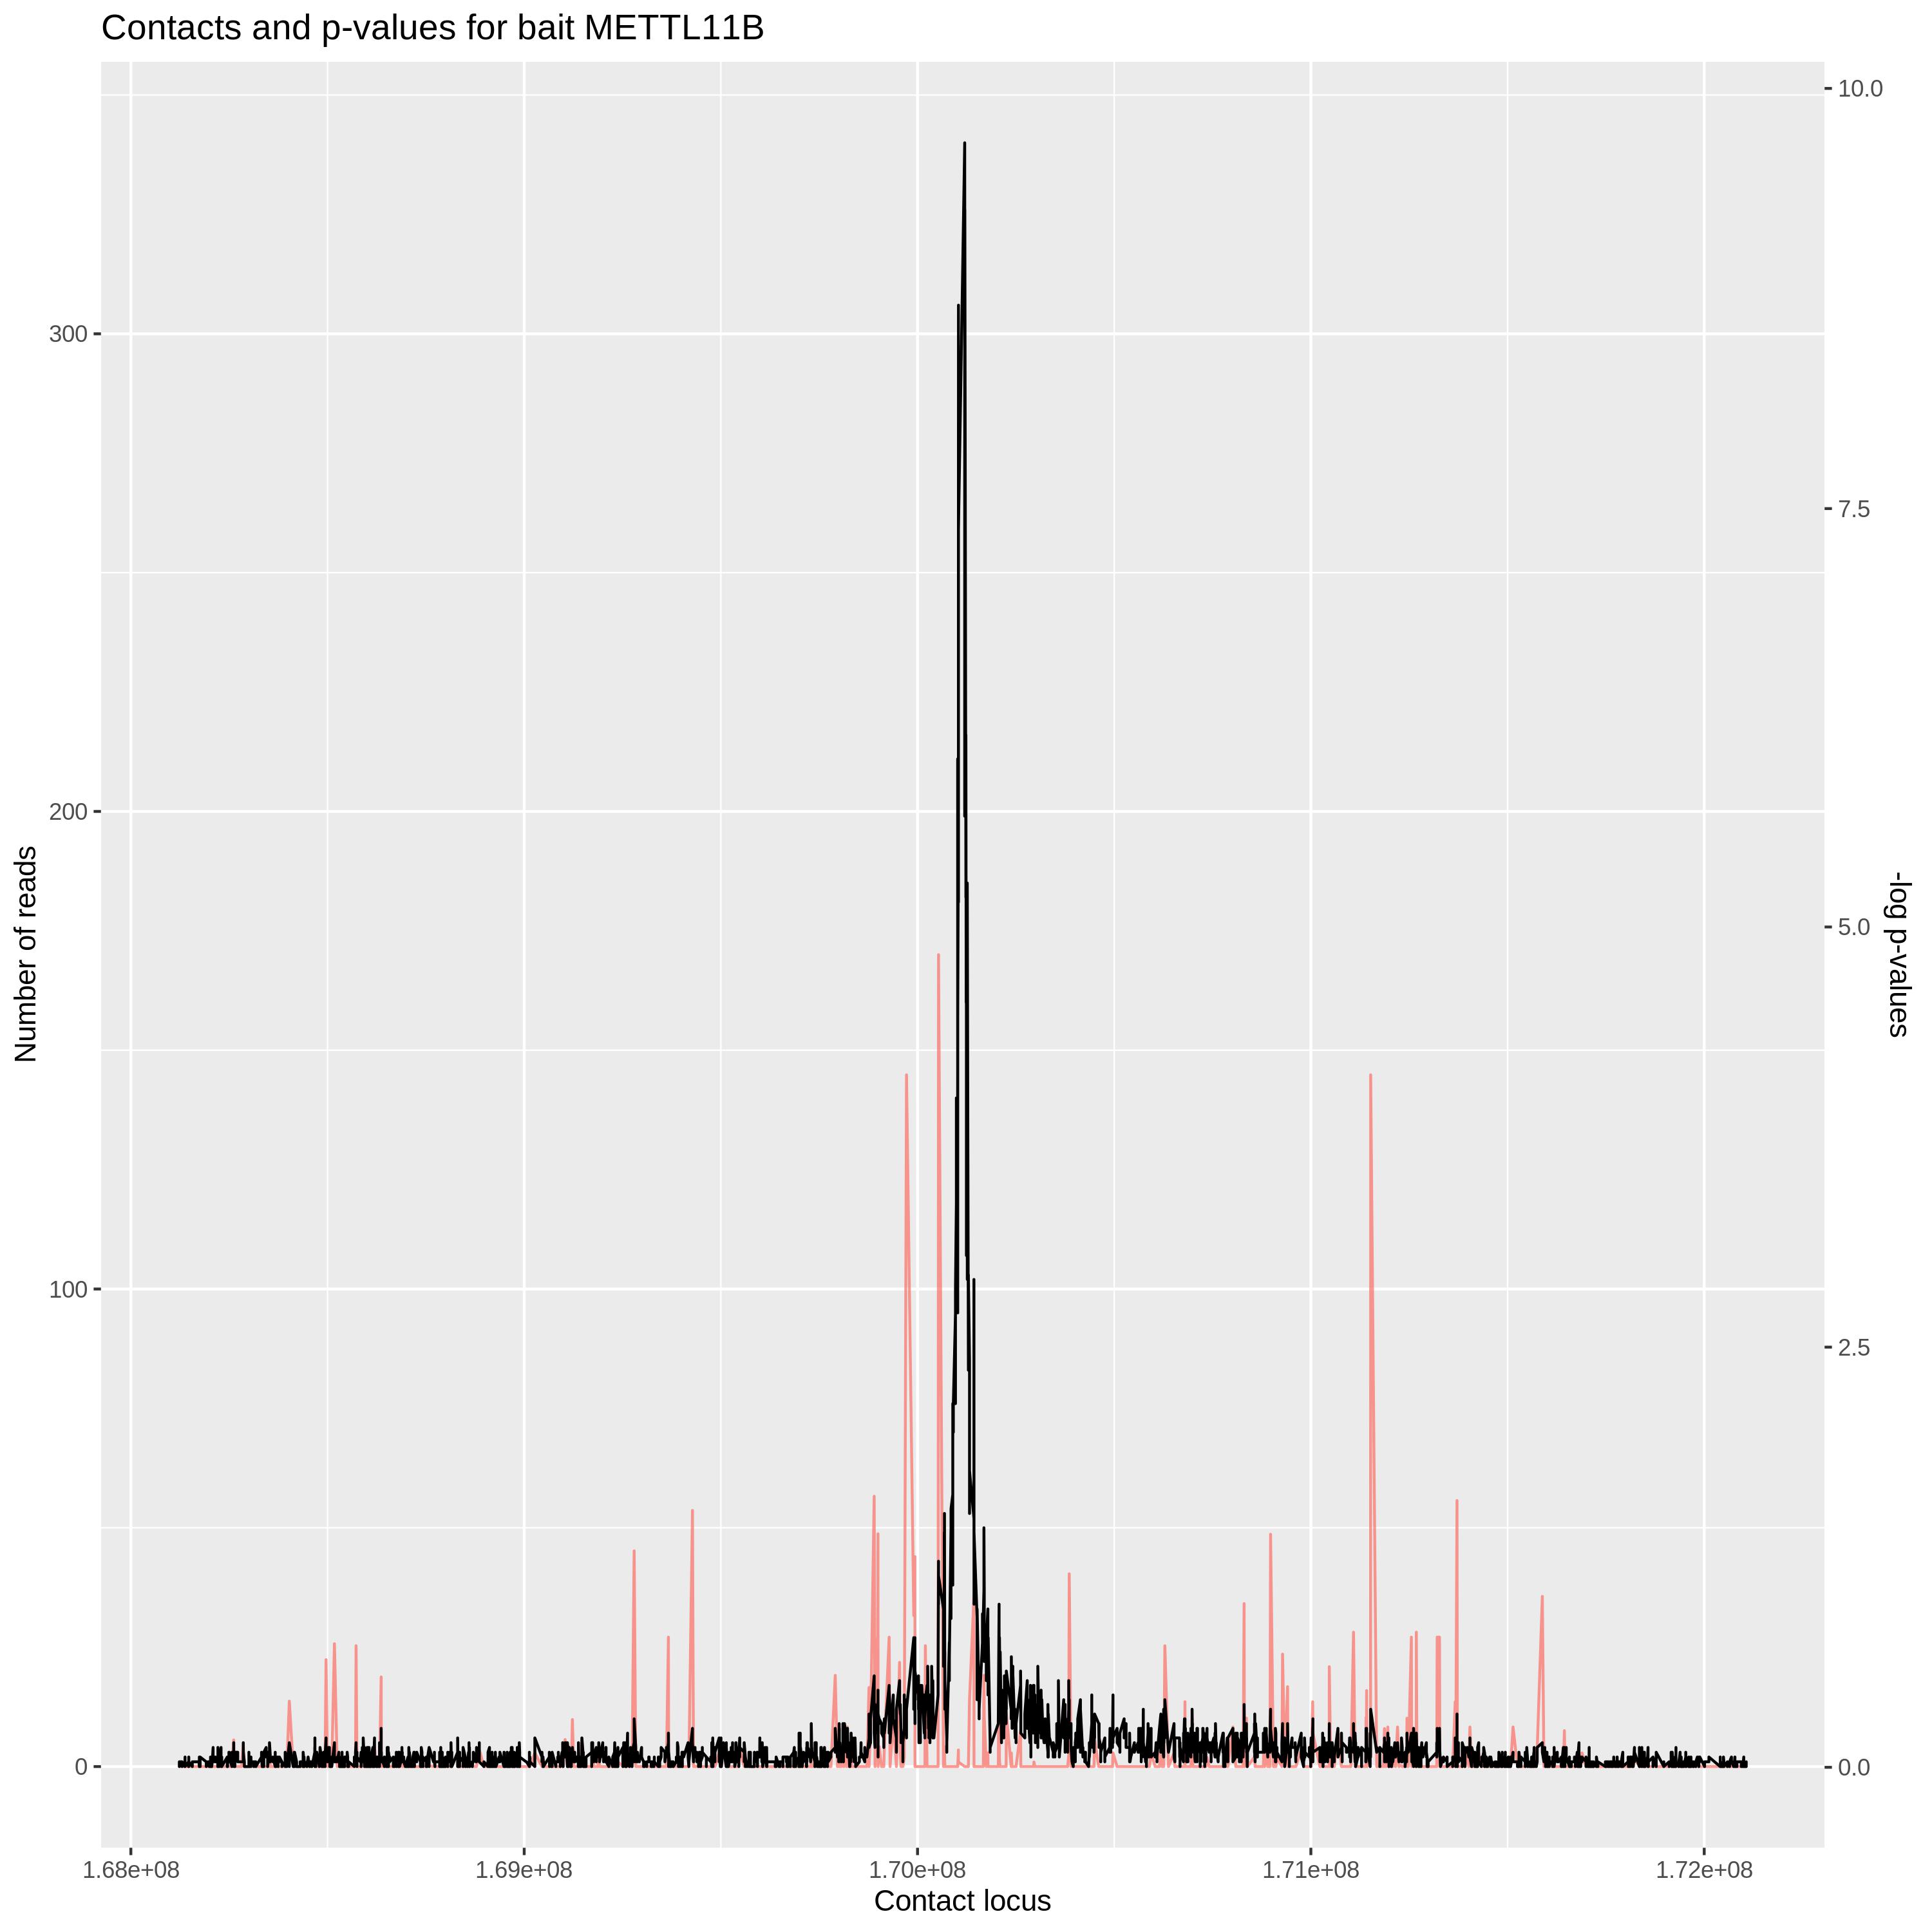 Contacts and p-values for bait METTL11B
10.0
7.5
5.0
2.5
0.0
300
200
100
0
Number of reads
-log p-values
1.68e+08
1.69e+08
1.70e+08
1.71e+08
1.72e+08
Contact locus